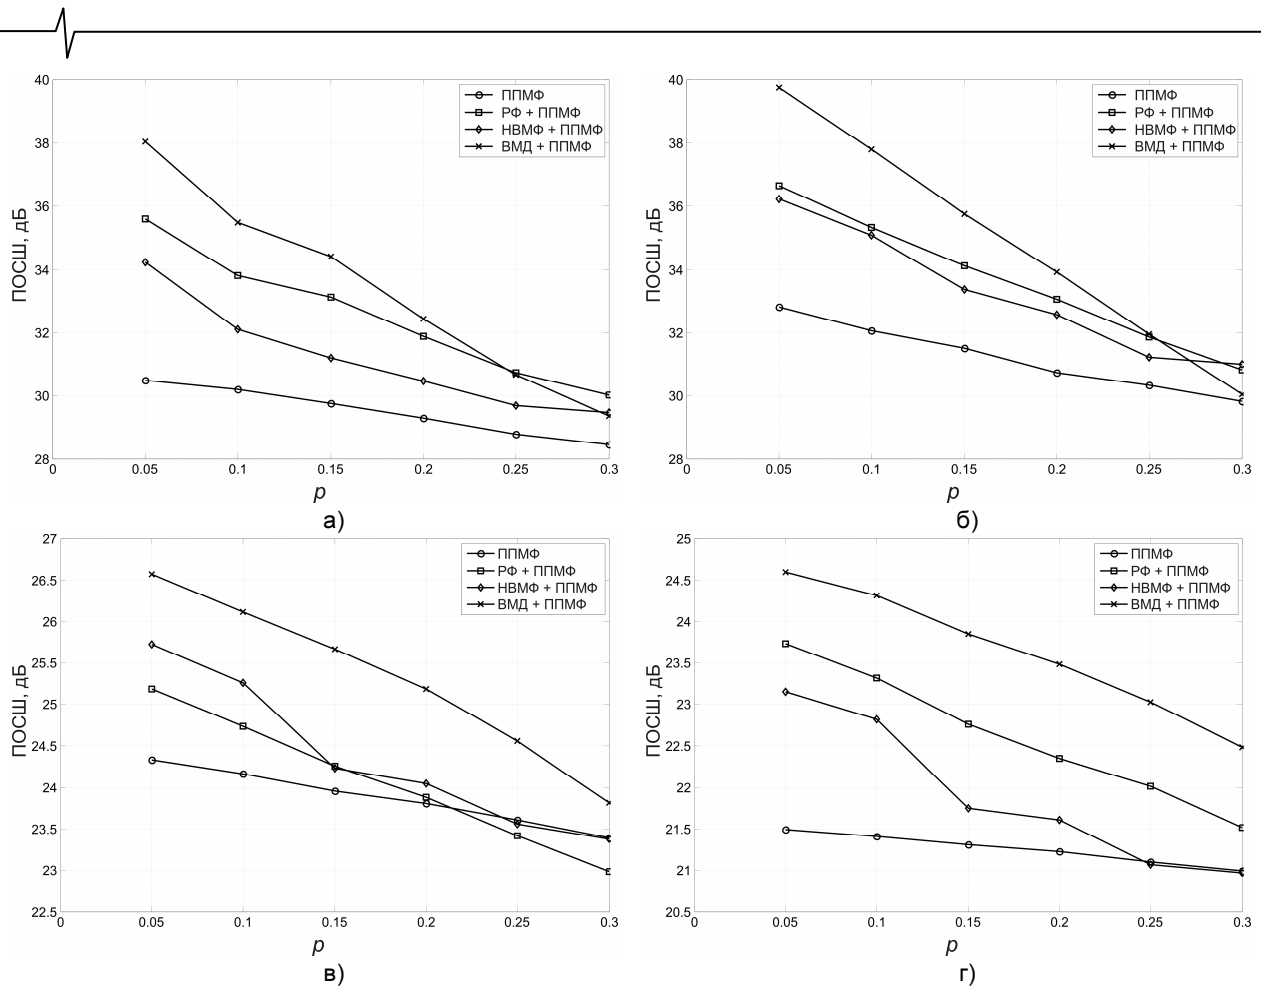 40
38
36
34
32
30
28
0
0.05
0.1
0.15
0.2
0.25
0.3
ПОСШ, дБ
p
ППМФ
РФ + ППМФ
НВМФ + ППМФ
ВМД + ППМФ
а)
40
38
36
34
32
30
28
0
0.05
0.1
0.15
0.2
0.25
0.3
ПОСШ, дБ
p
ППМФ
РФ + ППМФ
НВМФ + ППМФ
ВМД + ППМФ
б)
27
26.5
26
25.5
25
24.5
24
23.5
23
22.5
0
0.05
0.1
0.15
0.2
0.25
0.3
ПОСШ, дБ
p
ППМФ
РФ + ППМФ
НВМФ + ППМФ
ВМД + ППМФ
в)
25
24.5
24
23.5
23
22.5
22
21.5
21
20.5
0
0.05
0.1
0.15
0.2
0.25
0.3
ПОСШ, дБ
p
ППМФ
РФ + ППМФ
НВМФ + ППМФ
ВМД + ППМФ
г)